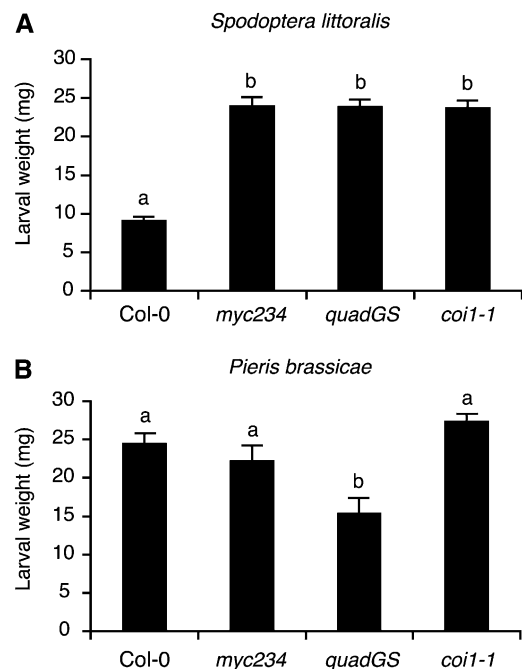 A
Spodoptera littoralis
Larval weight (mg)
30
25
20
15
10
5
0
a
b
b
b
Col-0
myc234
quadGS
coi1-1
B
Pieris brassicae
Larval weight (mg)
30
25
20
15
10
5
0
a
a
b
a
Col-0
myc234
quadGS
coi1-1